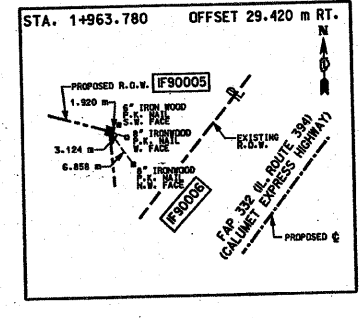 STA. 1+963.780 OFFSET 29.420 m RT.
N
PROPOSED R.O.W. IF90005
1.920 m
6" IRON WOOD
P.K. NAIL
S.W. FACE
8" IRONWOOD
P.K. NAIL
W. FACE
3.124 m
8" IRONWOOD
P.K. NAIL
N.W. FACE
6.858 m
EXISTING
R.O.W.
IF90006
FAP 332 (IL. ROUTE 394)
(CALUMET EXPRESS HIGHWAY)
PROPOSED ℄